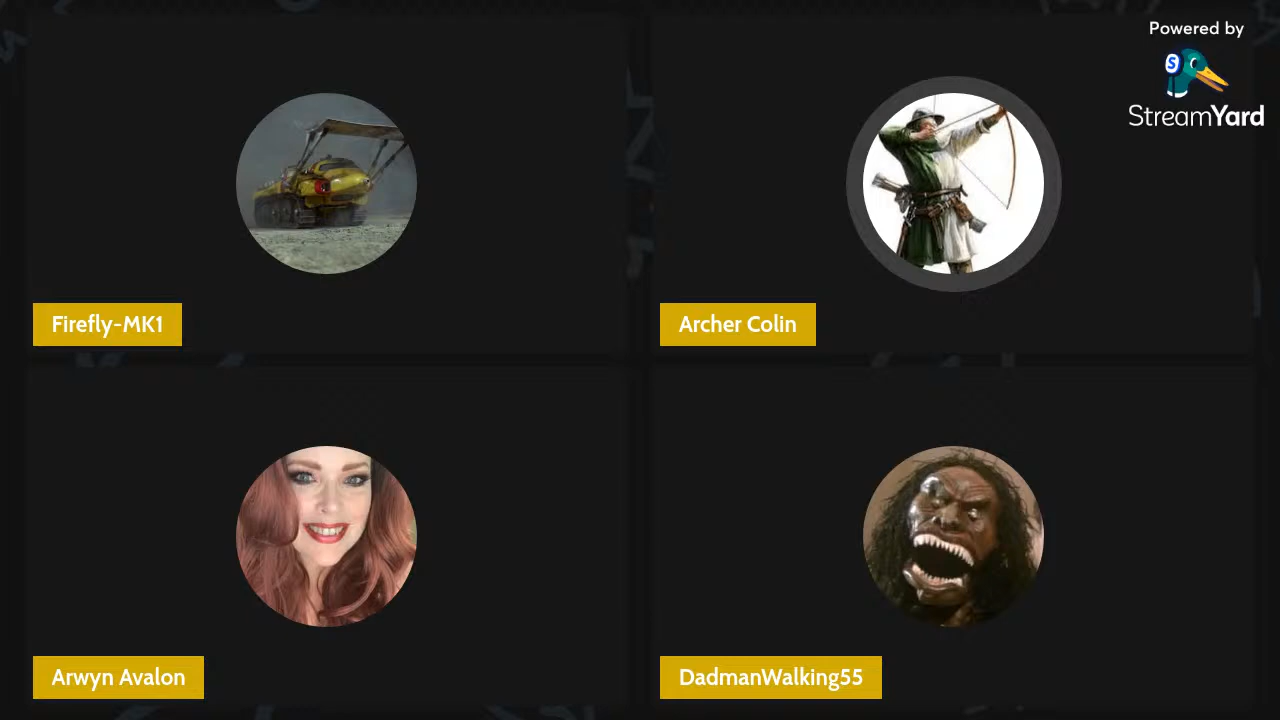 Powered by
StreamYard
Firefly-MK1
Archer Colin
Arwyn Avalon
DadmanWalking55